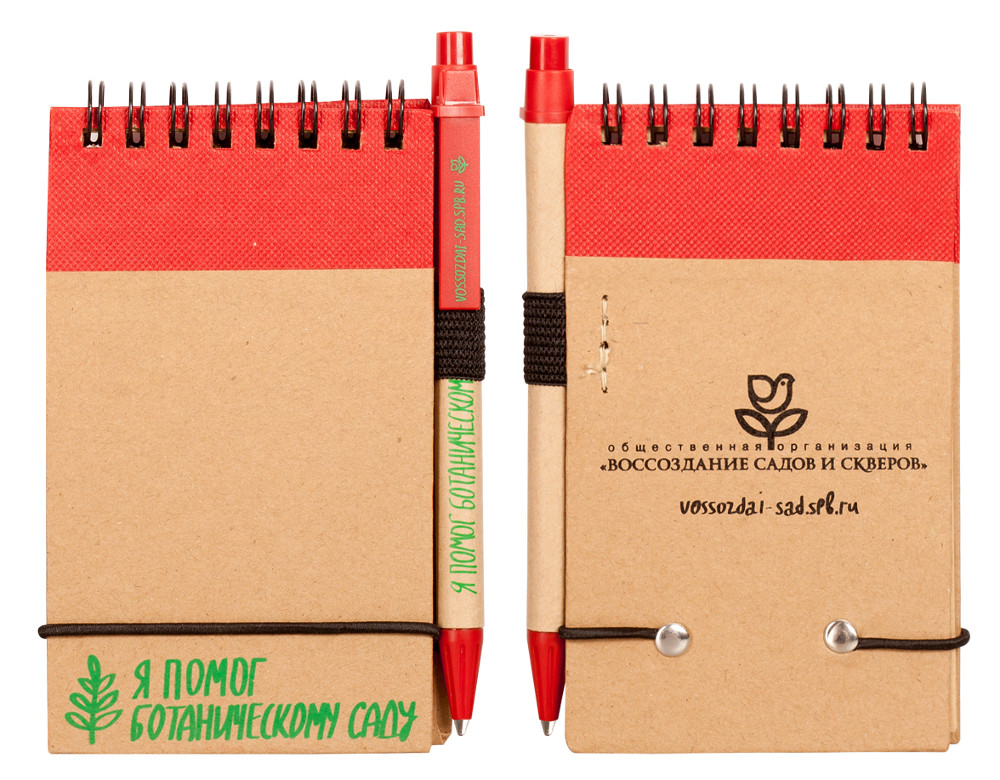 Я ПОМОГ
БОТАНИЧЕСКОМУ САДУ
VOSSOZDAI-SAD.SPB.RU
Я ПОМОГ БОТАНИЧЕСКОМ
общественная организация
«ВОССОЗДАНИЕ САДОВ И СКВЕРОВ»
vossozdai-sad.spb.ru